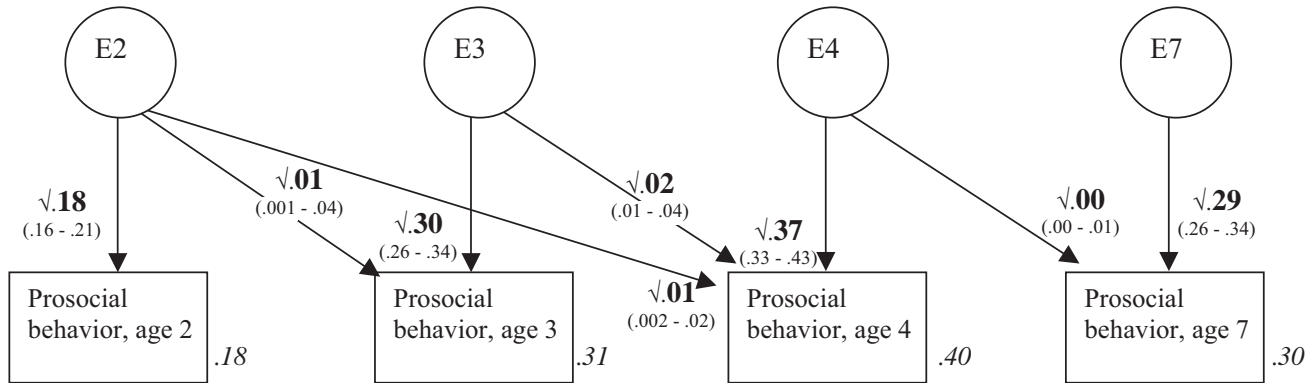 E2
E3
E4
E7
√.18
(.16 - .21)
√.01
(.001 - .04)
√.30
(.26 - .34)
√.02
(.01 - .04)
√.37
(.33 - .43)
√.01
(.002 - .02)
√.00
(.00 - .01)
√.29
(.26 - .34)
Prosocial
behavior, age 2
.18
Prosocial
behavior, age 3
.31
Prosocial
behavior, age 4
.40
Prosocial
behavior, age 7
.30